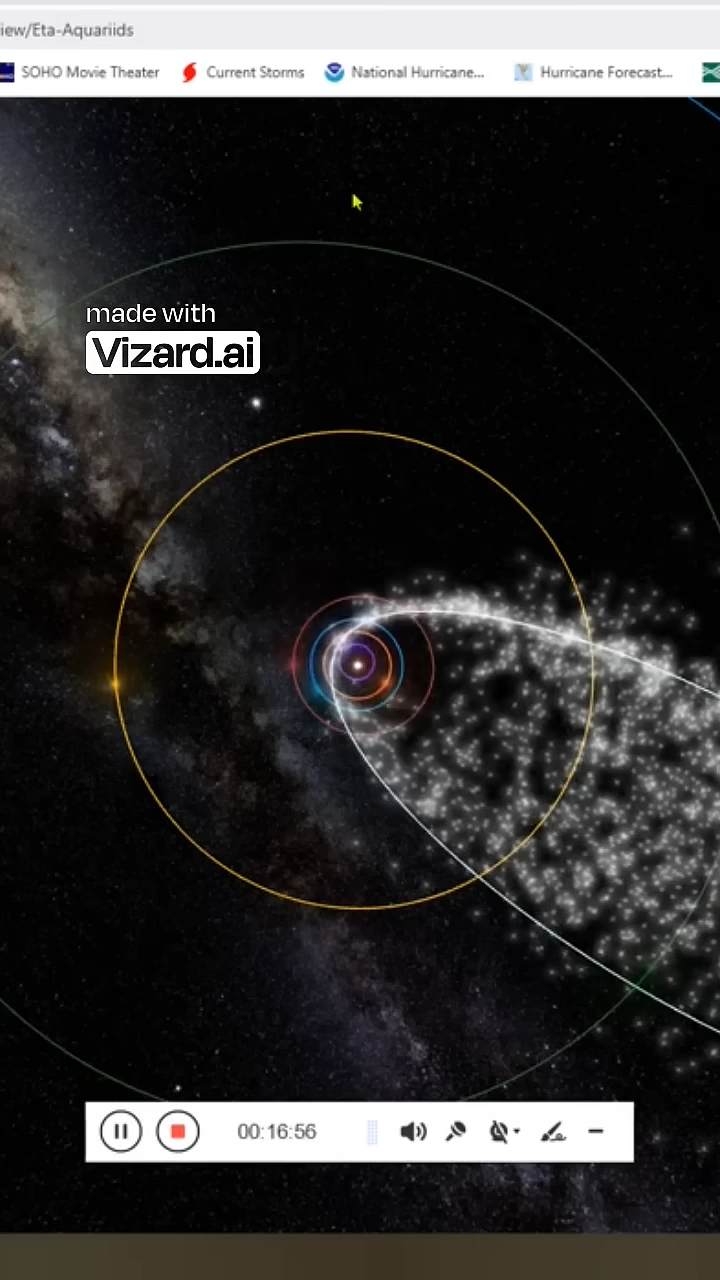 iew/Eta-Aquariids
SOHO Movie Theater Current Storms National Hurricane... Hurricane Forecast...
made with
Vizard.ai
00:16:56